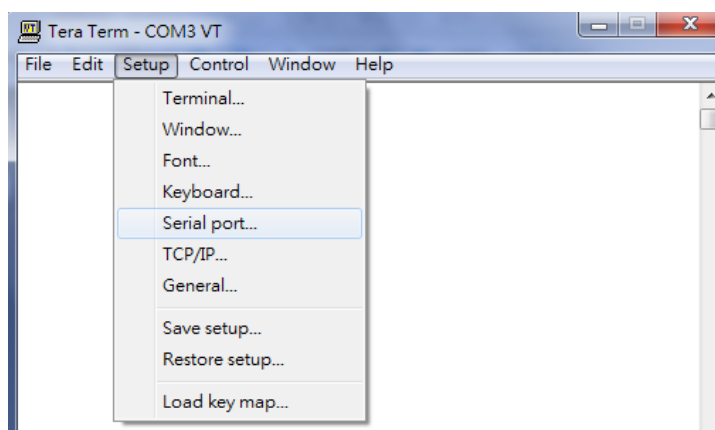 Tera Term - COM3 VT
File Edit Setup Control Window Help
Terminal...
Window...
Font...
Keyboard...
Serial port...
TCP/IP...
General...
Save setup...
Restore setup...
Load key map...